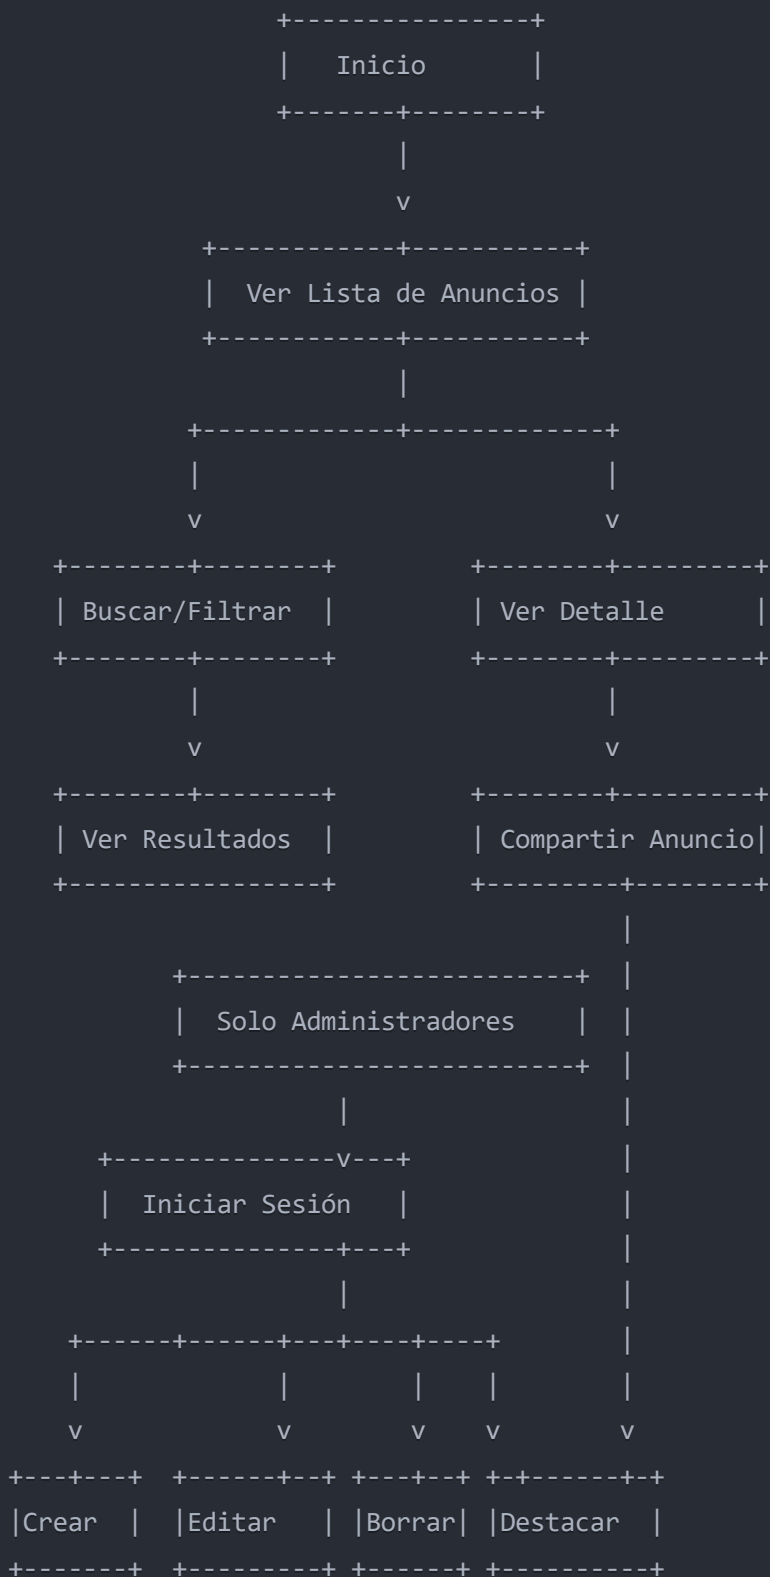 Inicio
Ver Lista de Anuncios
Buscar/Filtrar Ver Detalle
Ver Resultados Compartir Anuncio
Solo Administradores
Iniciar Sesión
Crear Editar Borrar Destacar